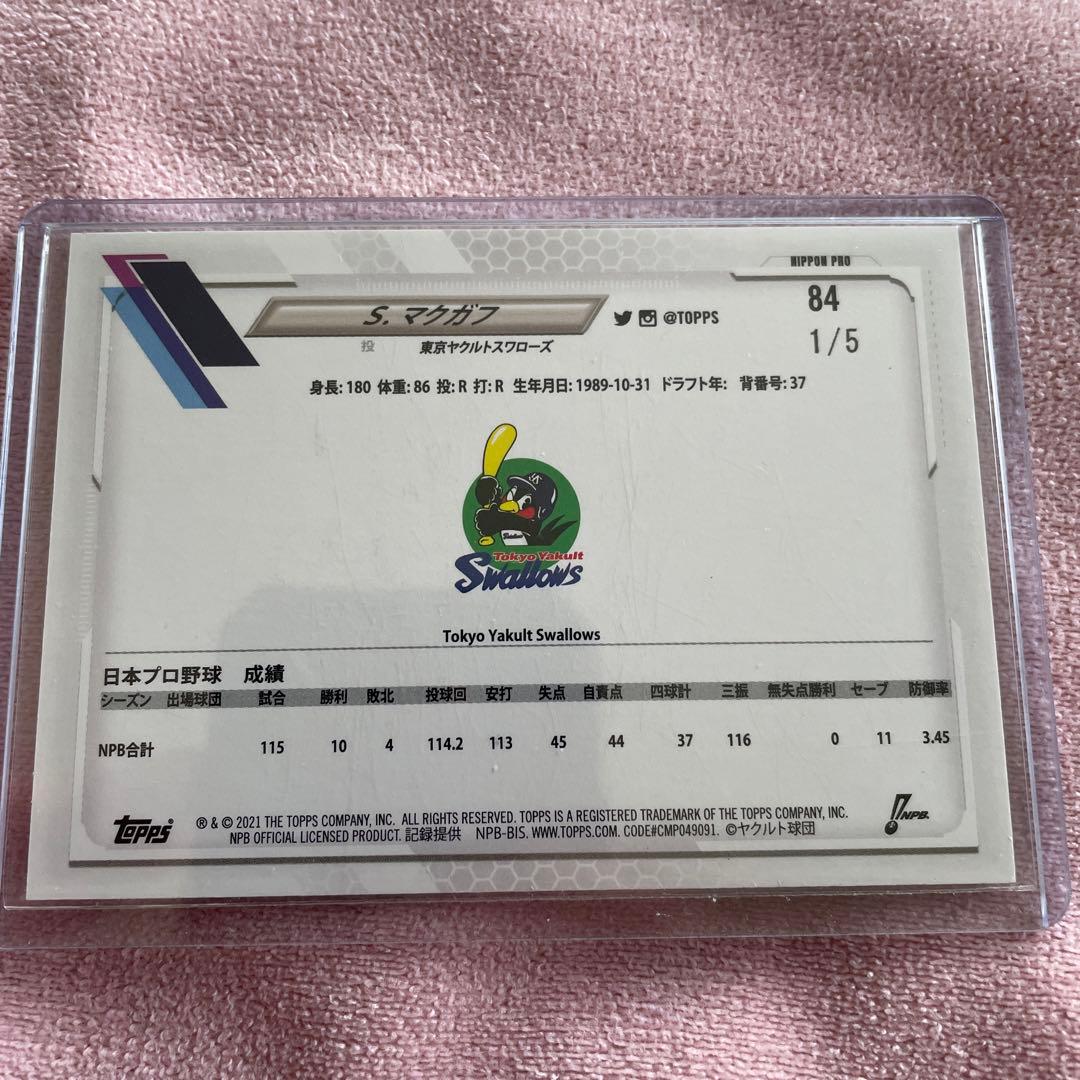 NIPPON PRO
84
S. マクガフ
@TOPPS
1/5
投 東京ヤクルトスワローズ
身長: 180 体重: 86 投: R 打: R 生年月日: 1989-10-31 ドラフト年: 背番号: 37
Tokyo Yakult
Swallows
Tokyo Yakult Swallows
日本プロ野球 成績
シーズン 出場球団 試合 勝利 敗北 投球回 安打 失点 自責点 四球計 三振 無失点勝利 セーブ 防御率
NPB合計 115 10 4 114.2 113 45 44 37 116 0 11 3.45
topps
® & © 2021 THE TOPPS COMPANY, INC. ALL RIGHTS RESERVED. TOPPS IS A REGISTERED TRADEMARK OF THE TOPPS COMPANY, INC.
NPB OFFICIAL LICENSED PRODUCT. 記録提供 NPB-BIS. WWW.TOPPS.COM. CODE#CMP049091. ©ヤクルト球団
NPB.